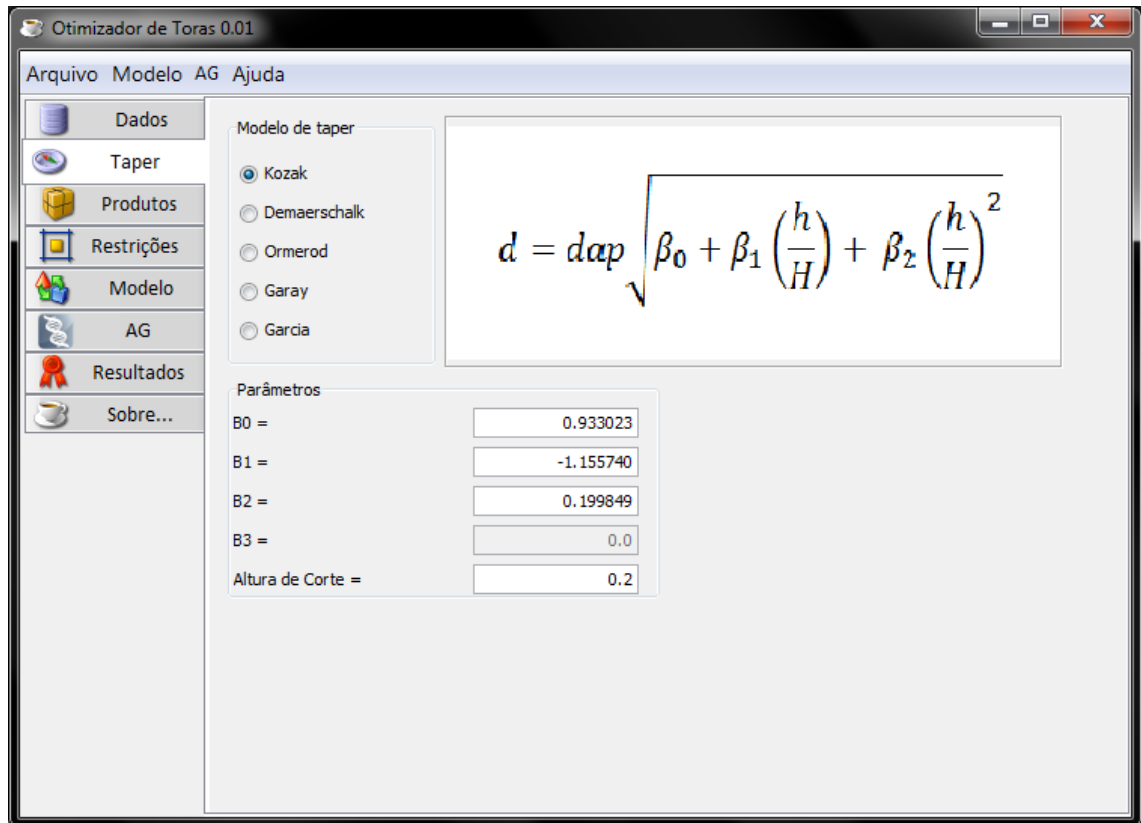 Otimizador de Toras 0.01
Arquivo Modelo AG Ajuda
Dados
Taper
Produtos
Restrições
Modelo
AG
Resultados
Sobre...
Modelo de taper
Kozak
Demaerschalk
Ormerod
Garay
Garcia
d = dap √(β₀ + β₁ (h/H) + β₂ (h/H)²)
Parâmetros
B0 = 0.933023
B1 = -1.155740
B2 = 0.199849
B3 = 0.0
Altura de Corte = 0.2